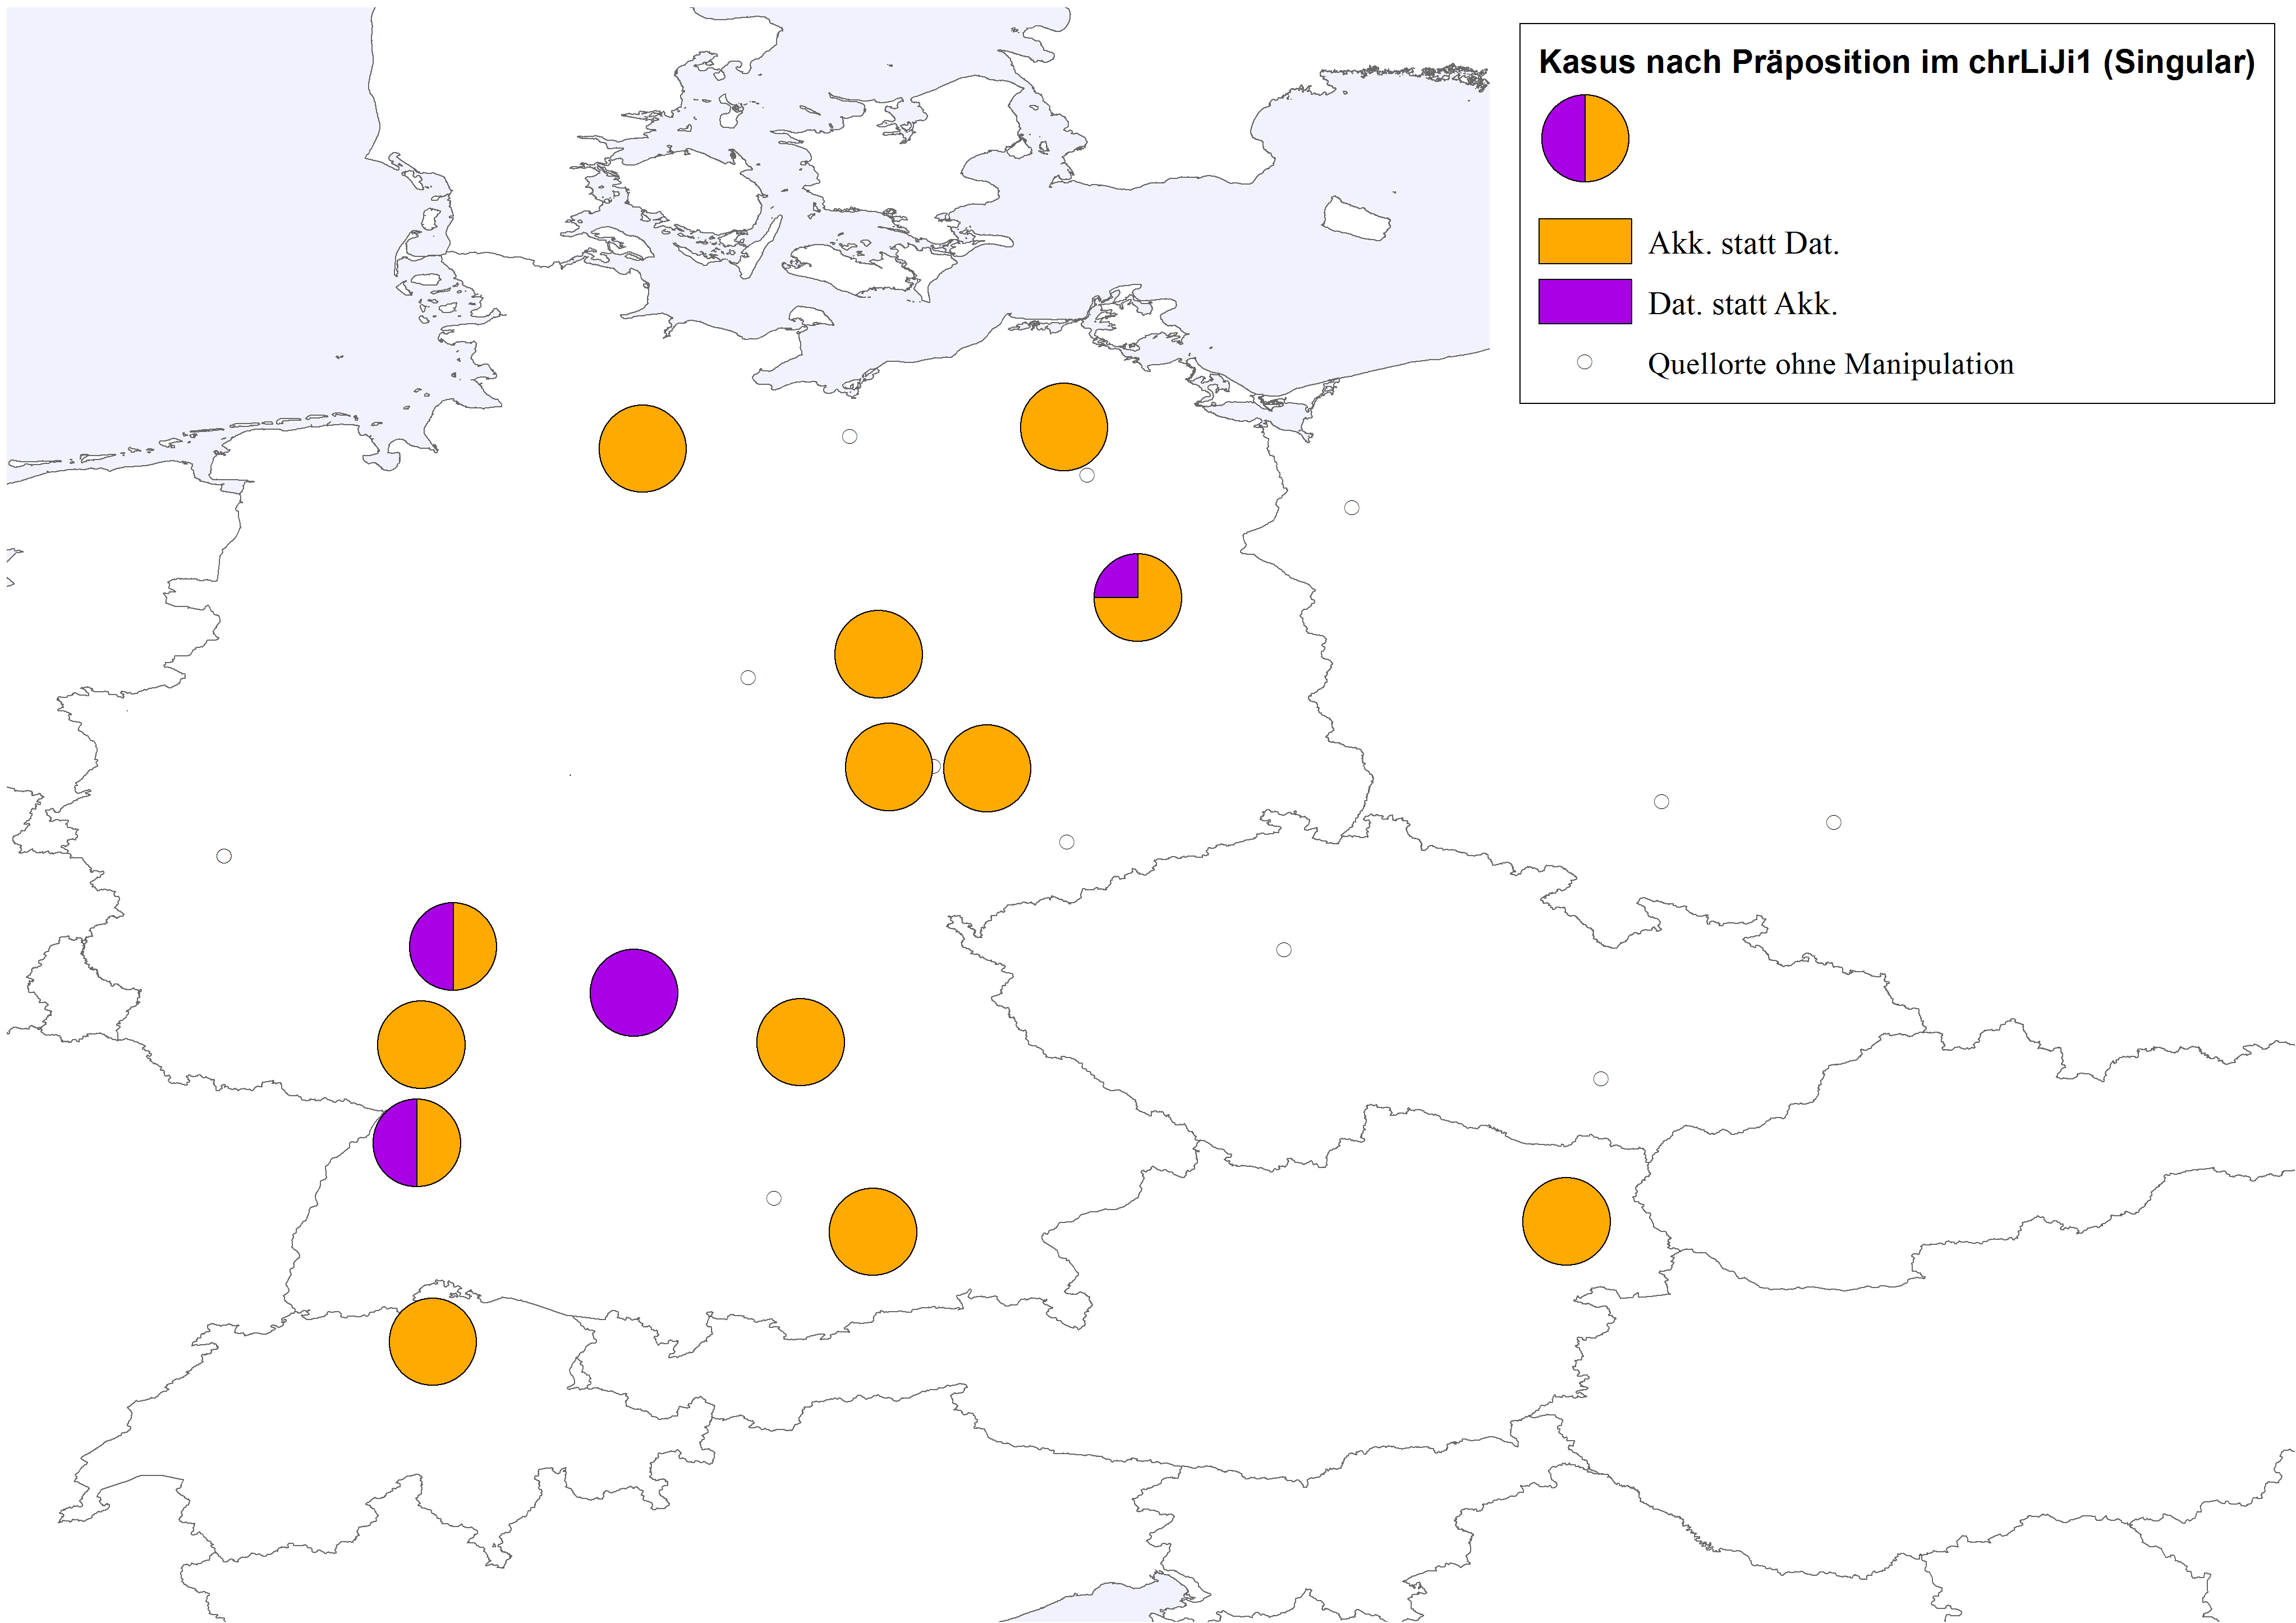 Kasus nach Präposition im chrLiJi1 (Singular)
Akk. statt Dat.
Dat. statt Akk.
Quellorte ohne Manipulation